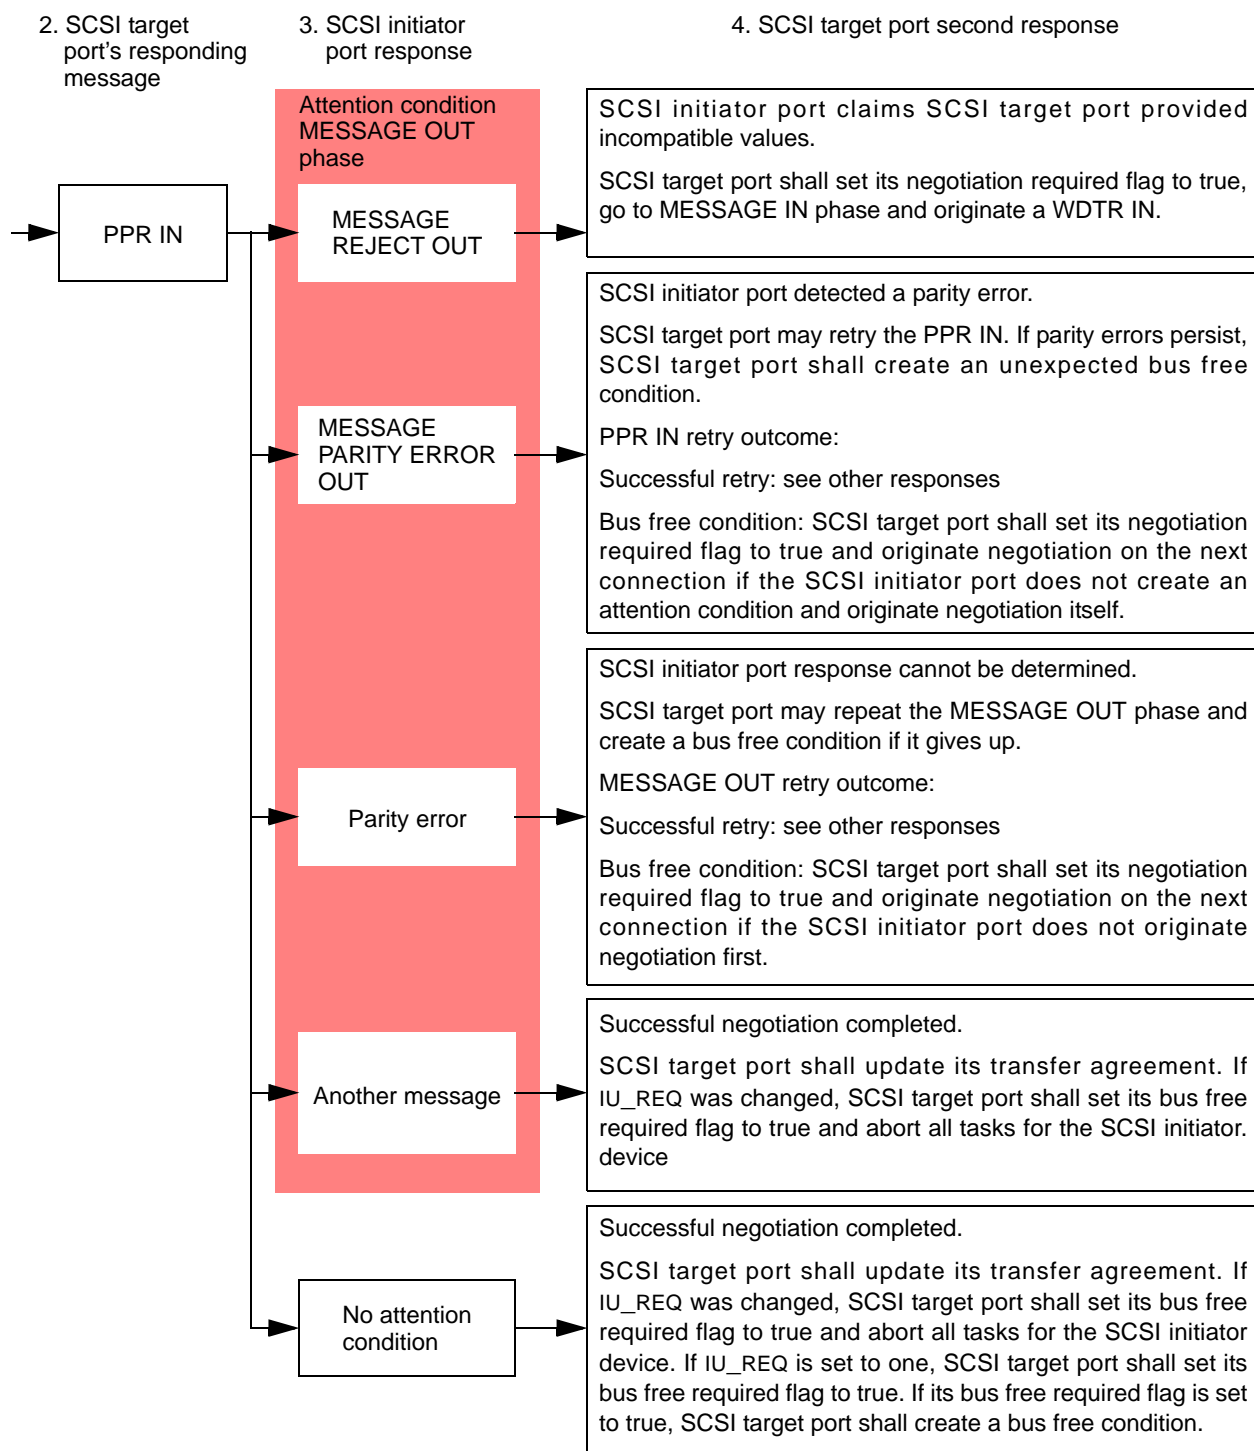 2. SCSI target
port's responding
message
3. SCSI initiator
port response
4. SCSI target port second response
PPR IN
Attention condition
MESSAGE OUT
phase
MESSAGE
REJECT OUT
SCSI initiator port claims SCSI target port provided
incompatible values.
SCSI target port shall set its negotiation required flag to true,
go to MESSAGE IN phase and originate a WDTR IN.
MESSAGE
PARITY ERROR
OUT
SCSI initiator port detected a parity error.
SCSI target port may retry the PPR IN. If parity errors persist,
SCSI target port shall create an unexpected bus free
condition.
PPR IN retry outcome:
Successful retry: see other responses
Bus free condition: SCSI target port shall set its negotiation
required flag to true and originate negotiation on the next
connection if the SCSI initiator port does not create an
attention condition and originate negotiation itself.
Parity error
SCSI initiator port response cannot be determined.
SCSI target port may repeat the MESSAGE OUT phase and
create a bus free condition if it gives up.
MESSAGE OUT retry outcome:
Successful retry: see other responses
Bus free condition: SCSI target port shall set its negotiation
required flag to true and originate negotiation on the next
connection if the SCSI initiator port does not originate
negotiation first.
Another message
Successful negotiation completed.
SCSI target port shall update its transfer agreement. If
IU_REQ was changed, SCSI target port shall set its bus free
required flag to true and abort all tasks for the SCSI initiator.
device
No attention
condition
Successful negotiation completed.
SCSI target port shall update its transfer agreement. If
IU_REQ was changed, SCSI target port shall set its bus free
required flag to true and abort all tasks for the SCSI initiator
device. If IU_REQ is set to one, SCSI target port shall set its
bus free required flag to true. If its bus free required flag is set
to true, SCSI target port shall create a bus free condition.